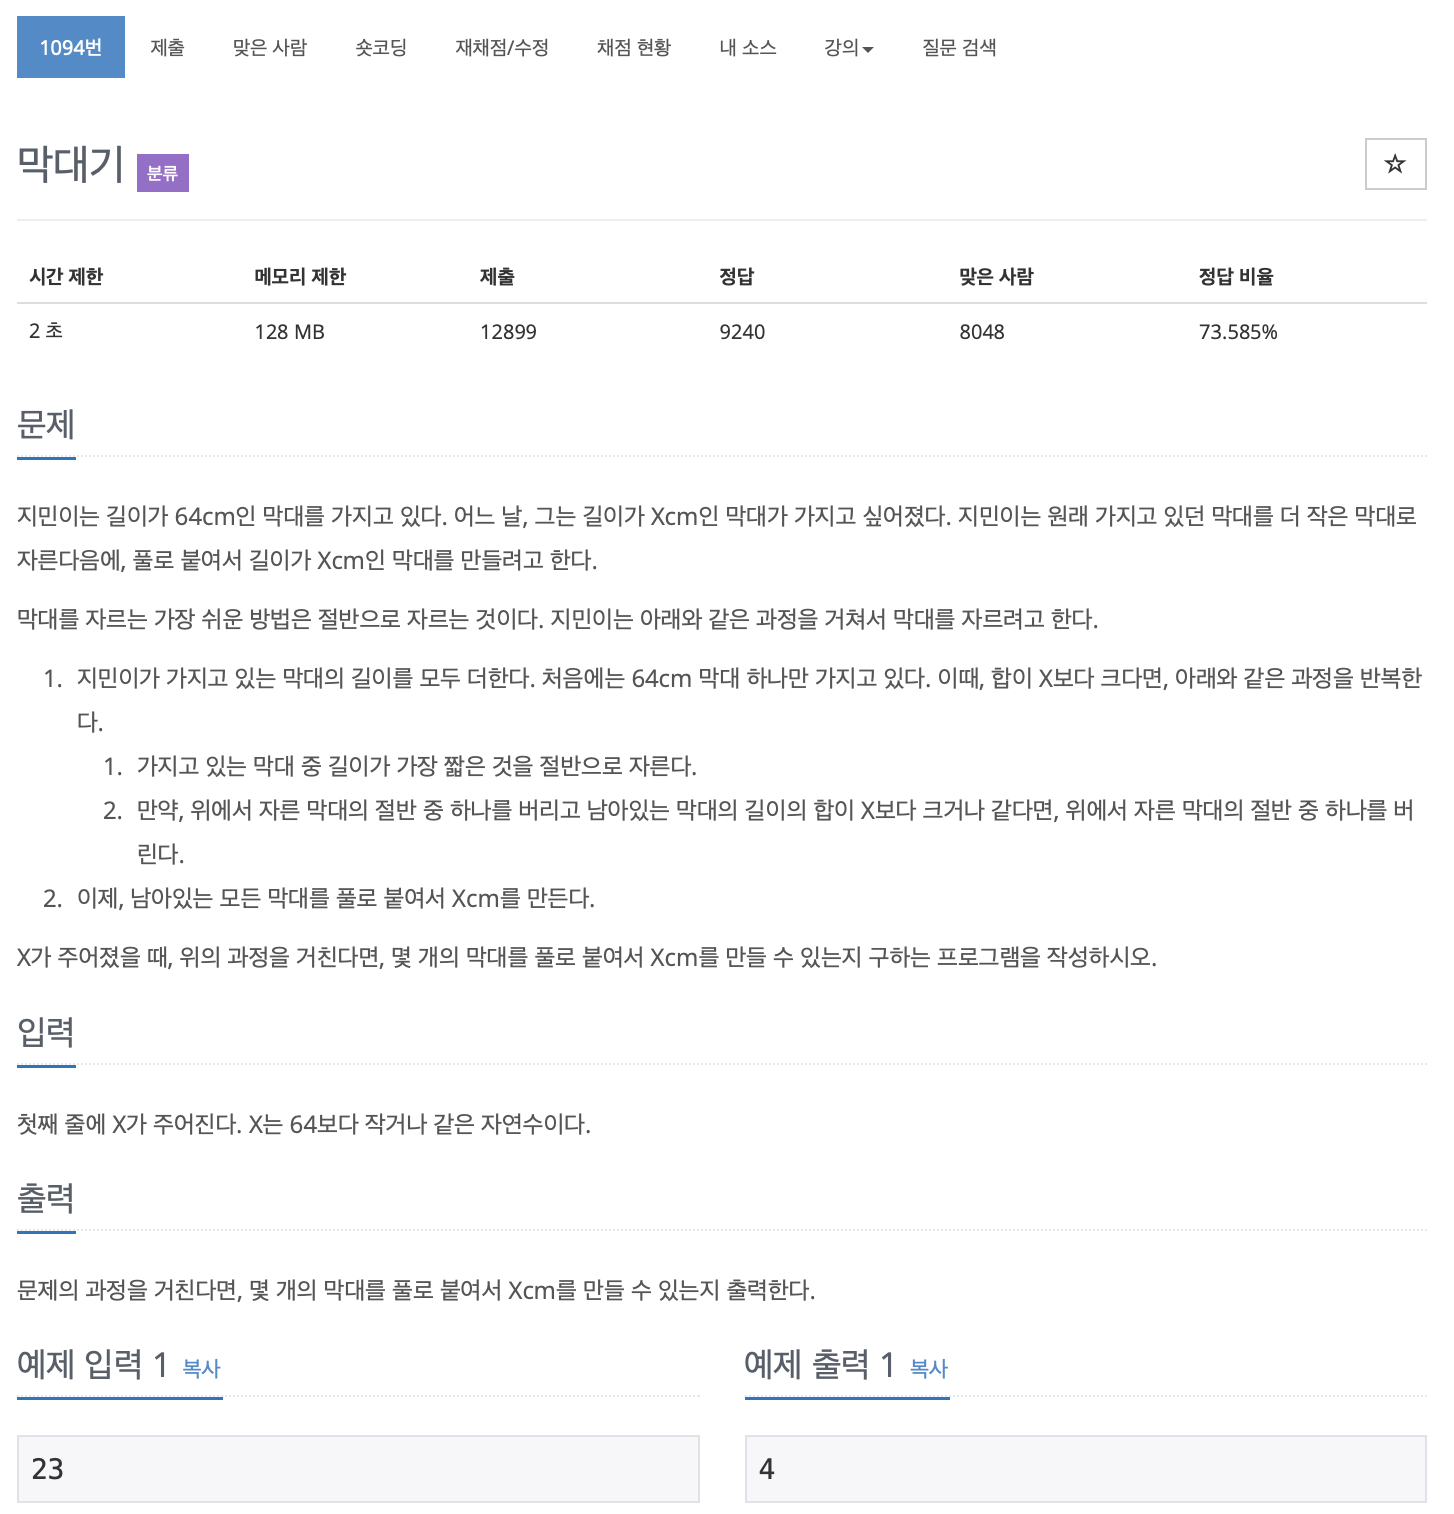 1094번 제출 맞은 사람 숏코딩 재채점/수정 채점 현황 내 소스 강의 질문 검색
막대기 분류
시간 제한 메모리 제한 제출 정답 맞은 사람 정답 비율
2 초 128 MB 12899 9240 8048 73.585%
문제
지민이는 길이가 64cm인 막대를 가지고 있다. 어느 날, 그는 길이가 Xcm인 막대가 가지고 싶어졌다. 지민이는 원래 가지고 있던 막대를 더 작은 막대로
자른다음에, 풀로 붙여서 길이가 Xcm인 막대를 만들려고 한다.
막대를 자르는 가장 쉬운 방법은 절반으로 자르는 것이다. 지민이는 아래와 같은 과정을 거쳐서 막대를 자르려고 한다.
1. 지민이가 가지고 있는 막대의 길이를 모두 더한다. 처음에는 64cm 막대 하나만 가지고 있다. 이때, 합이 X보다 크다면, 아래와 같은 과정을 반복한
다.
1. 가지고 있는 막대 중 길이가 가장 짧은 것을 절반으로 자른다.
2. 만약, 위에서 자른 막대의 절반 중 하나를 버리고 남아있는 막대의 길이의 합이 X보다 크거나 같다면, 위에서 자른 막대의 절반 중 하나를 버
린다.
2. 이제, 남아있는 모든 막대를 풀로 붙여서 Xcm를 만든다.
X가 주어졌을 때, 위의 과정을 거친다면, 몇 개의 막대를 풀로 붙여서 Xcm를 만들 수 있는지 구하는 프로그램을 작성하시오.
입력
첫째 줄에 X가 주어진다. X는 64보다 작거나 같은 자연수이다.
출력
문제의 과정을 거친다면, 몇 개의 막대를 풀로 붙여서 Xcm를 만들 수 있는지 출력한다.
예제 입력 1 복사
23
예제 출력 1 복사
4